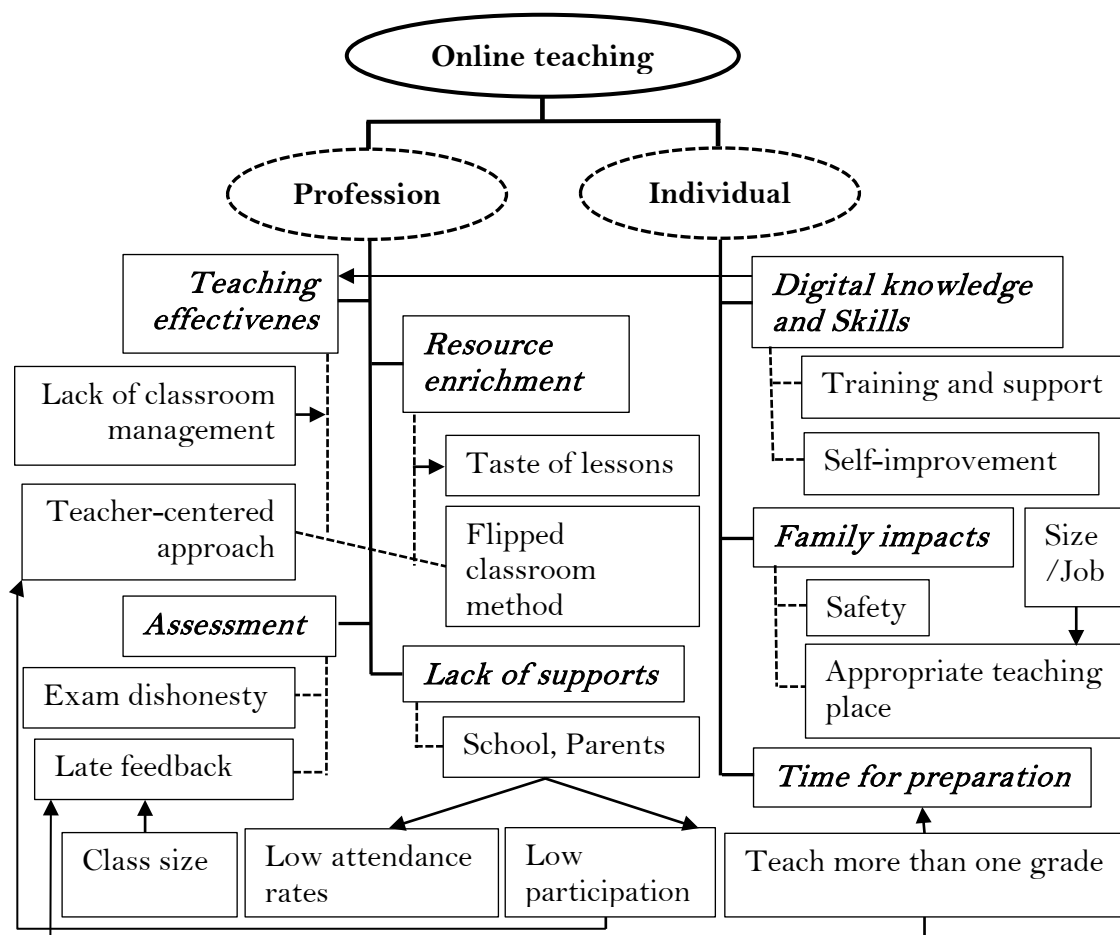 Online teaching
Profession
Individual
Teaching
effectivenes
Digital knowledge
and Skills
Resource
enrichment
Lack of classroom
management
Training and support
Taste of lessons
Self-improvement
Teacher-centered
approach
Flipped
classroom
method
Family impacts
Size
/Job
Assessment
Safety
Lack of supports
Appropriate teaching
place
Exam dishonesty
School, Parents
Late feedback
Time for preparation
Class size
Low attendance
rates
Low
participation
Teach more than one grade